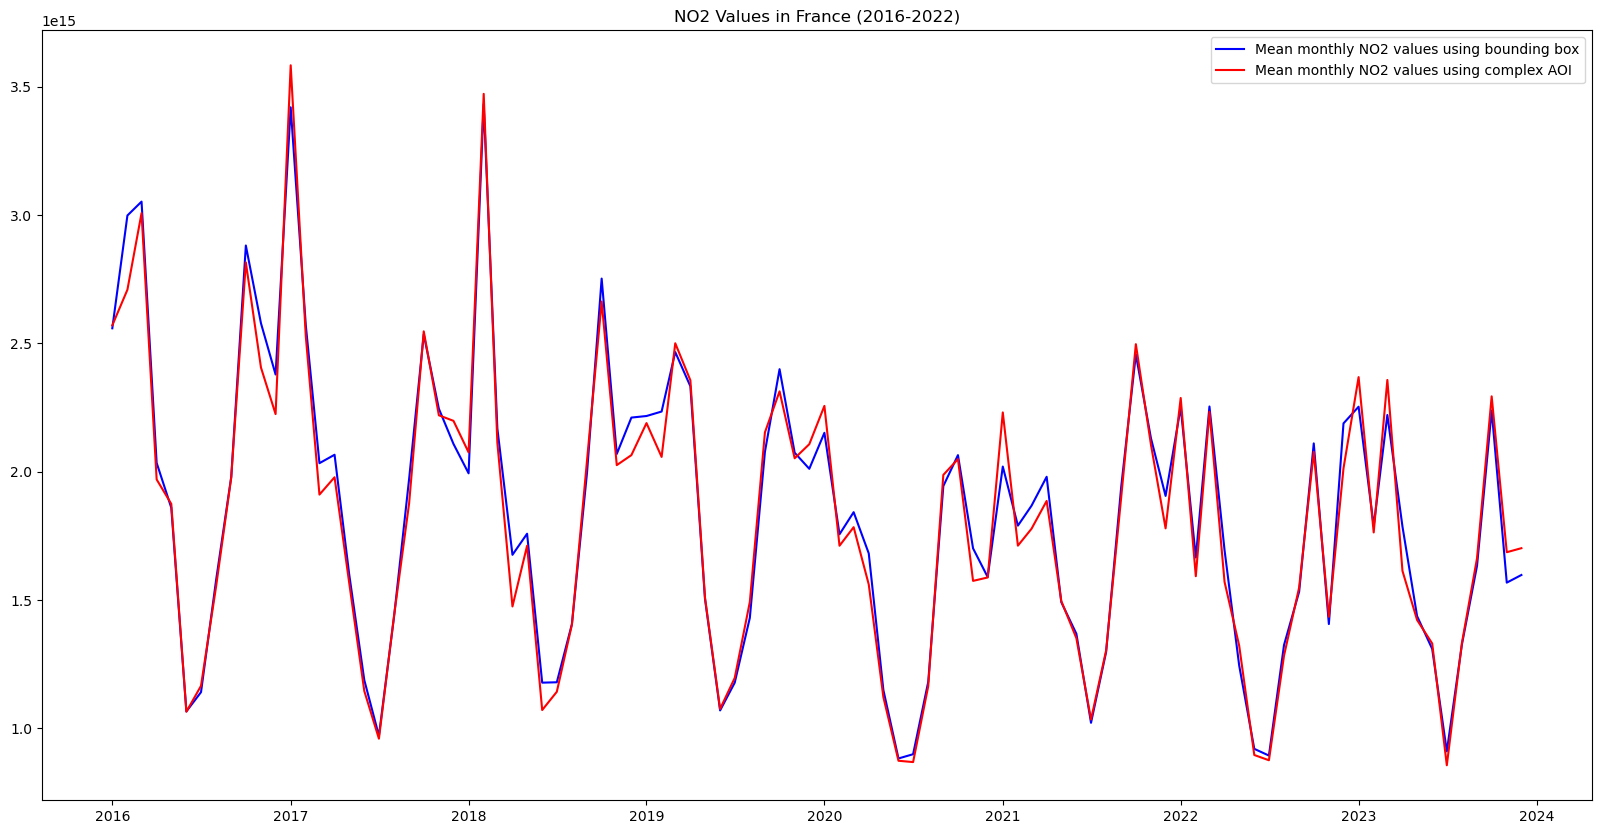 NO2 Values in France (2016-2022)
1e15
Mean monthly NO2 values using bounding box
Mean monthly NO2 values using complex AOI
3.5
3.0
2.5
2.0
1.5
1.0
2016 2017 2018 2019 2020 2021 2022 2023 2024